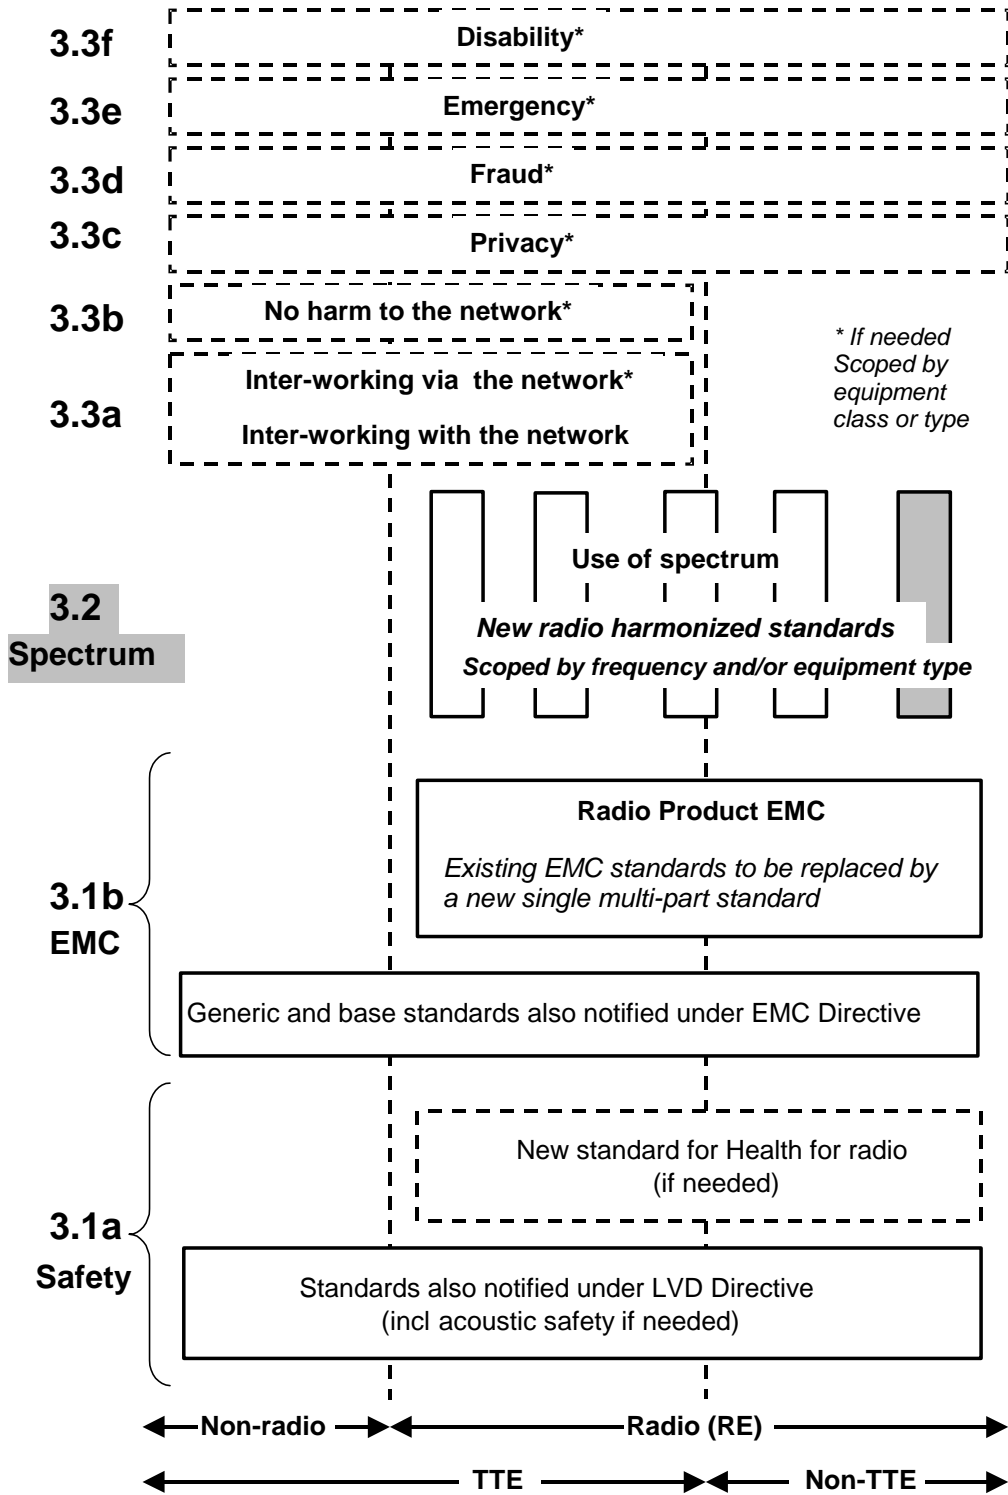 3.3f
Disability*
3.3e
Emergency*
3.3d
Fraud*
3.3c
Privacy*
3.3b
No harm to the network*
* If needed
Scoped by
equipment
class or type
3.3a
Inter-working via the network*
Inter-working with the network
3.2
Spectrum
Use of spectrum
New radio harmonized standards
Scoped by frequency and/or equipment type
3.1b
EMC
Radio Product EMC
Existing EMC standards to be replaced by
a new single multi-part standard
Generic and base standards also notified under EMC Directive
3.1a
Safety
New standard for Health for radio
(if needed)
Standards also notified under LVD Directive
(incl acoustic safety if needed)
Non-radio
Radio (RE)
TTE
Non-TTE